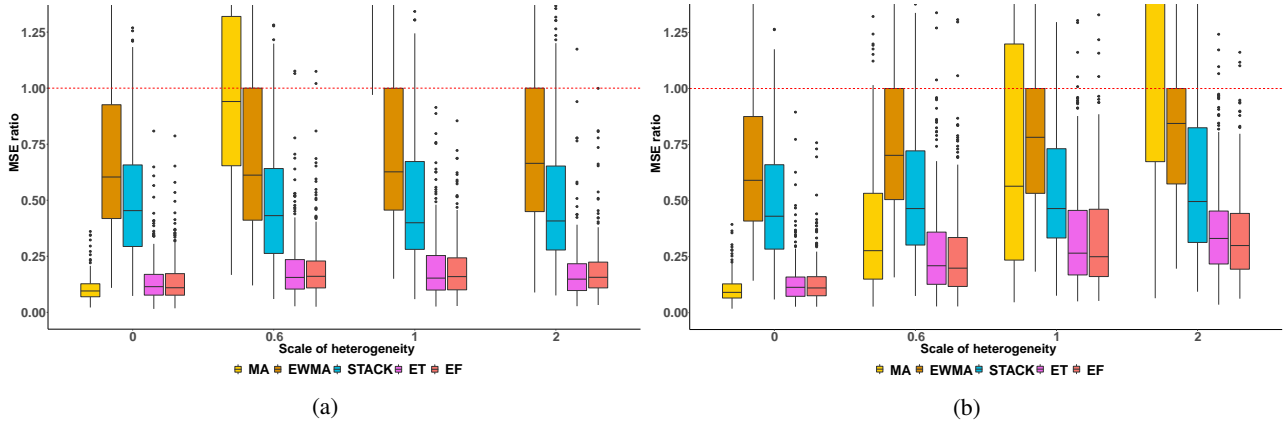 1.25
1.00
0.75
0.50
0.25
0.00
MSE ratio
0 0.6 1 2
Scale of heterogeneity
MA EWMA STACK ET EF
(a)
1.25
1.00
0.75
0.50
0.25
0.00
MSE ratio
0 0.6 1 2
Scale of heterogeneity
MA EWMA STACK ET EF
(b)